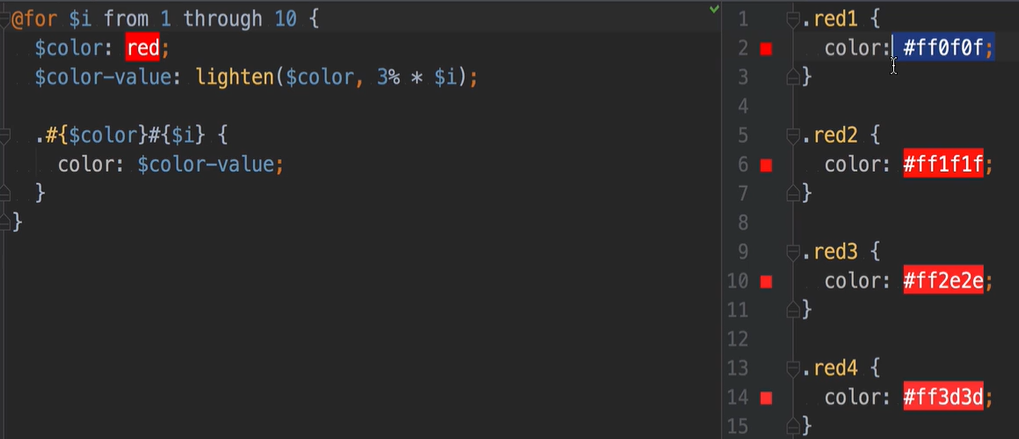 @for $i from 1 through 10 {
  $color: red;
  $color-value: lighten($color, 3% * $i);

  .#{$color}#{$i} {
    color: $color-value;
  }
}
1 .red1 {
2   color: #ff0f0f;
3 }
4
5 .red2 {
6   color: #ff1f1f;
7 }
8
9 .red3 {
10   color: #ff2e2e;
11 }
12
13 .red4 {
14   color: #ff3d3d;
15 }